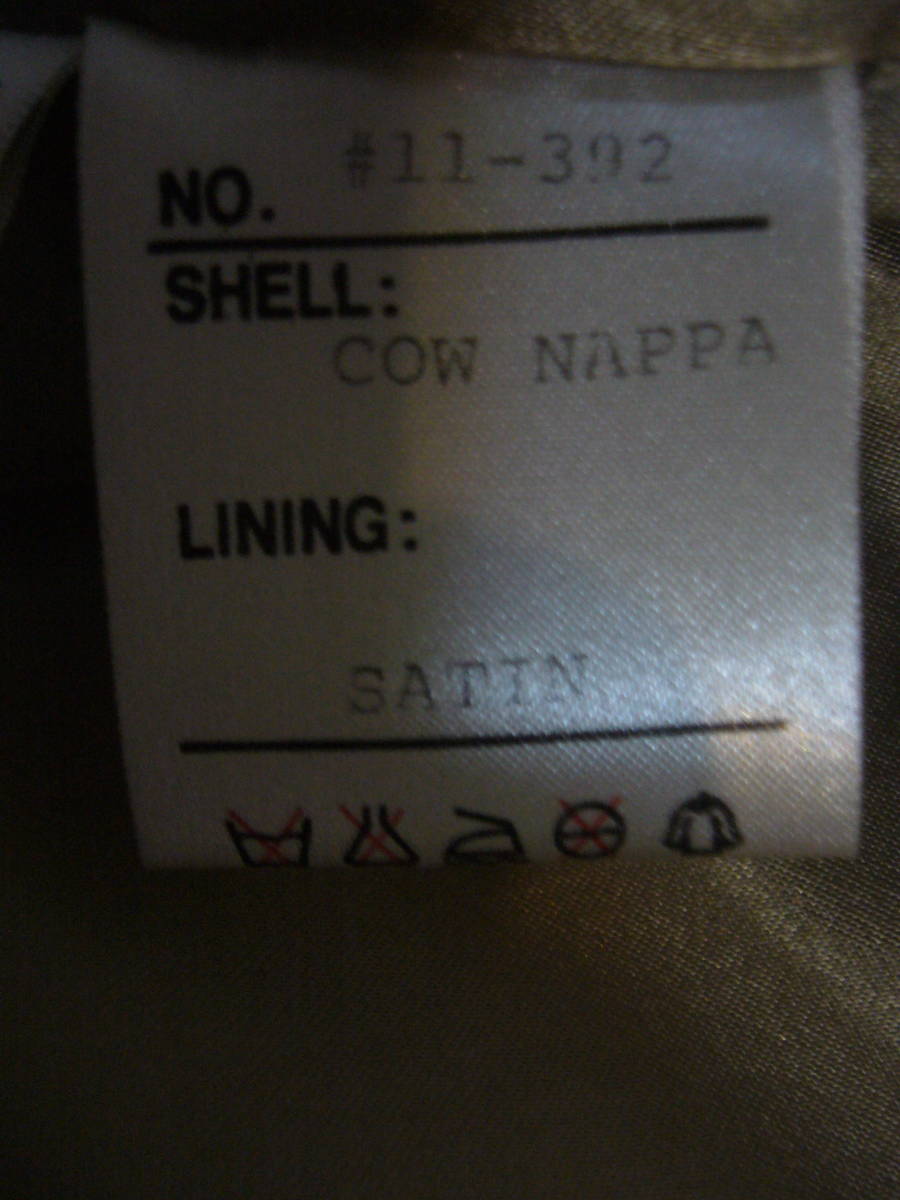 NO. #11-392
SHELL:
COW NAPPA
LINING:
SATIN